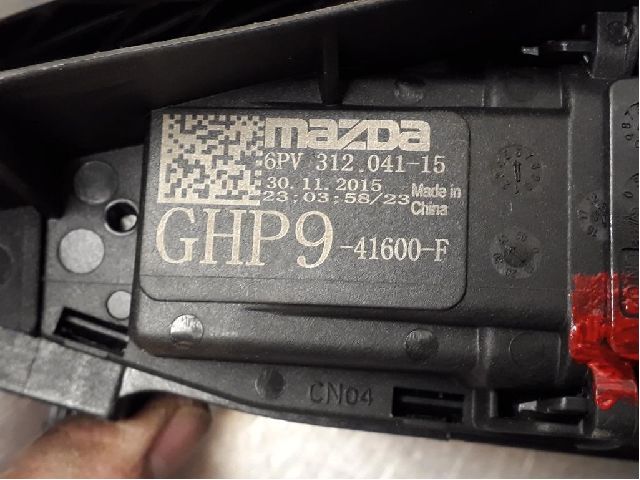 mazda
6PV 312.041-15
30.11.2015
23:03:58/23
Made in
China
GHP9 -41600-F
CN04